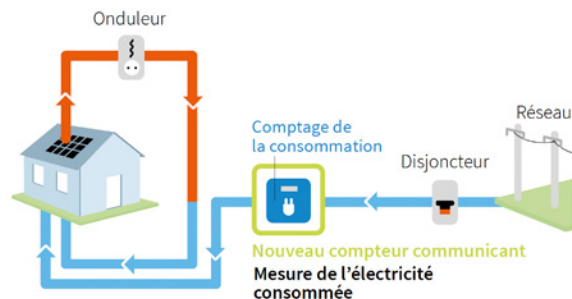 Onduleur
Réseau
Comptage de
la consommation
Disjoncteur
Nouveau compteur communicant
Mesure de l'électricité
consommée